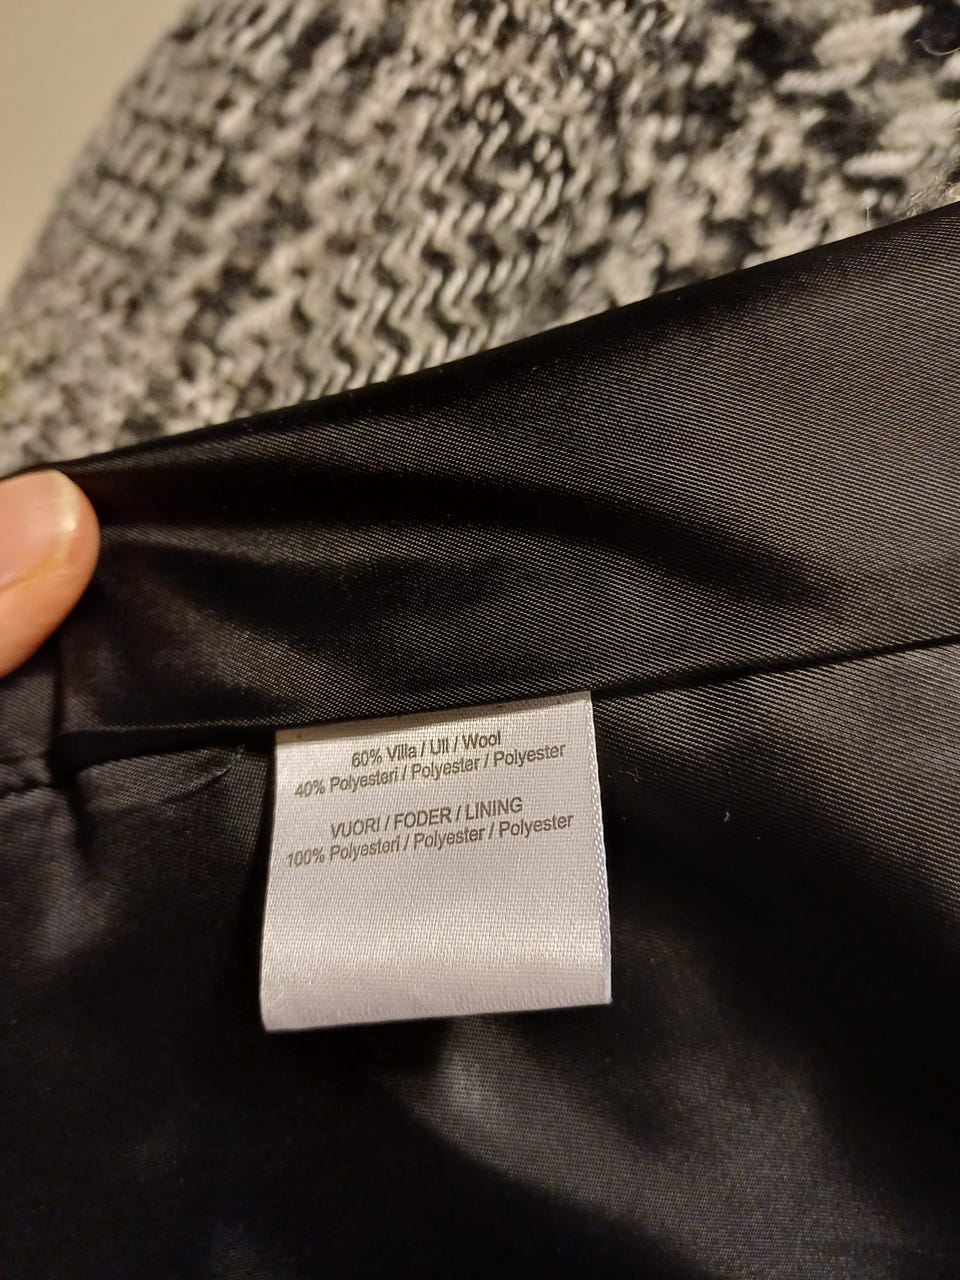 60% Villa / Ull / Wool
40% Polyesteri / Polyester / Polyester
VUORI / FODER / LINING
100% Polyesteri / Polyester / Polyester